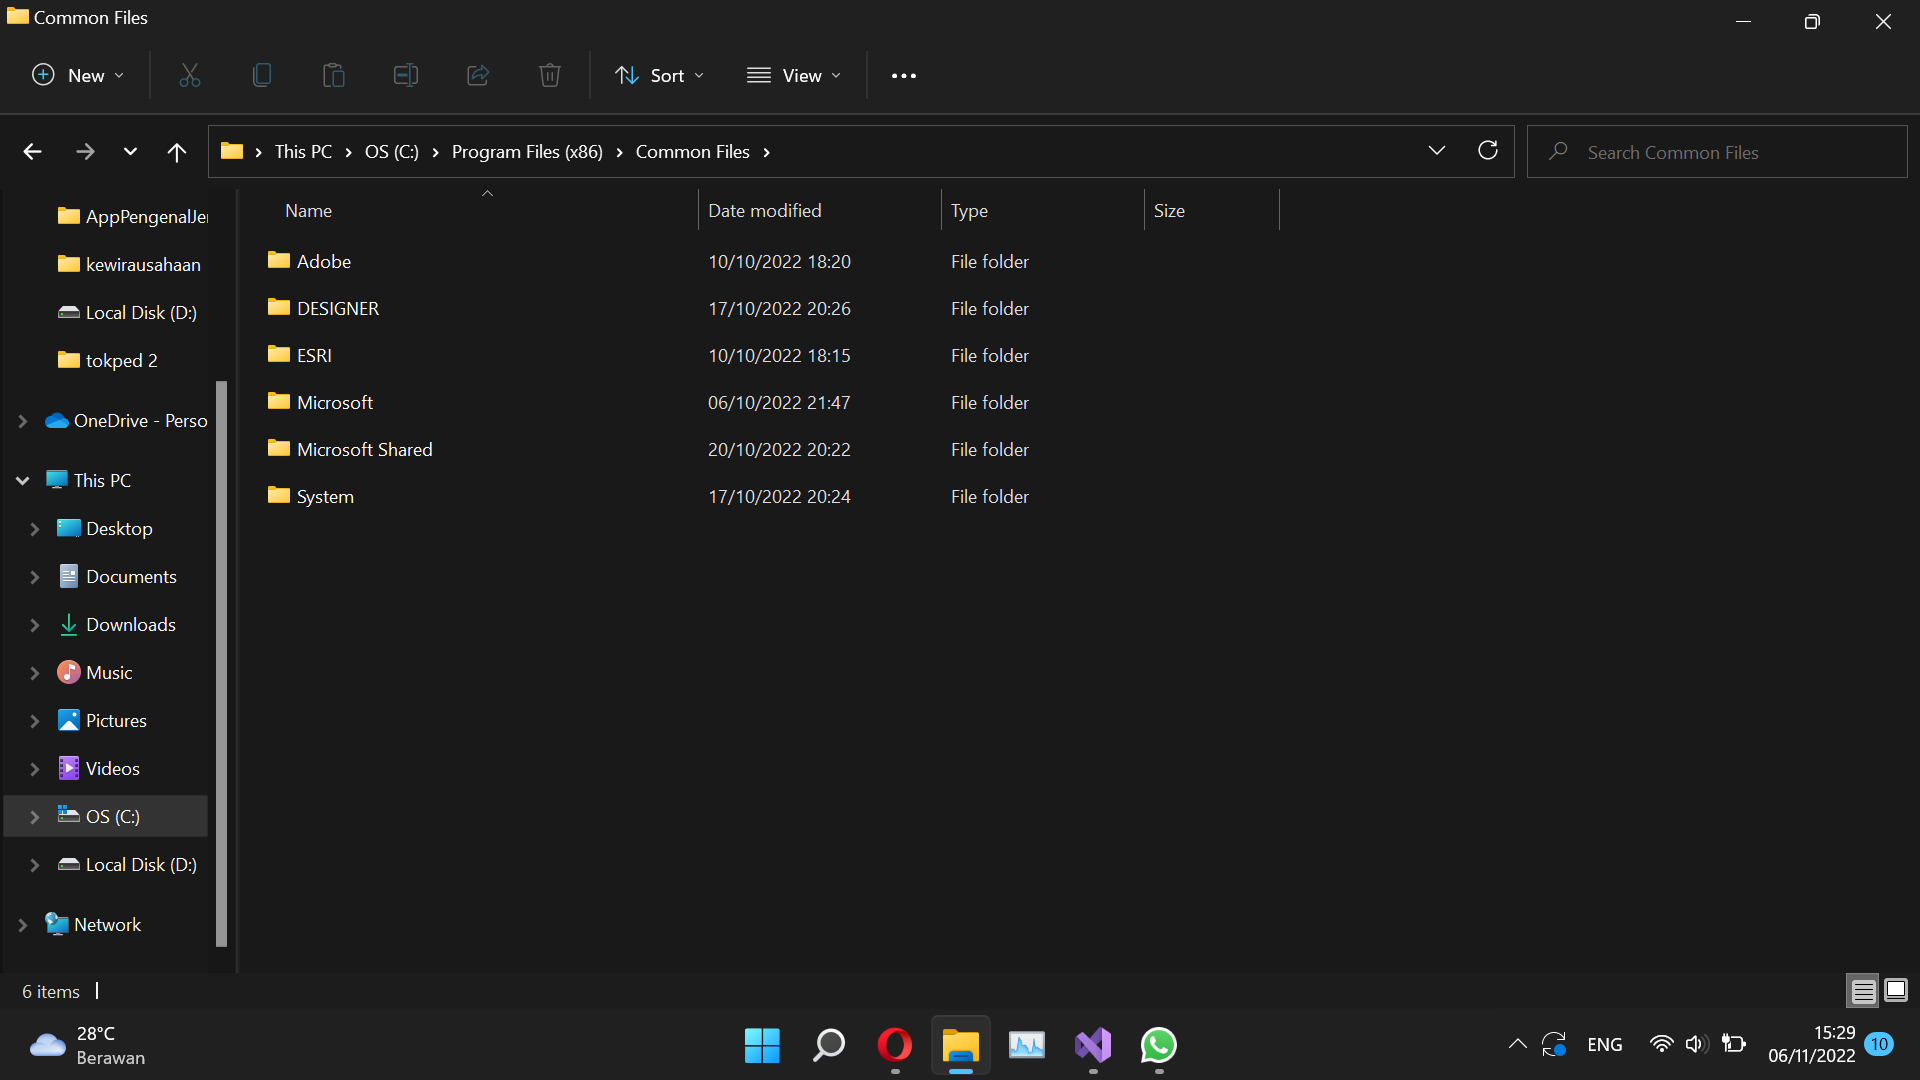 Common Files
New
Sort
View
This PC > OS (C:) > Program Files (x86) > Common Files >
Search Common Files
Name Date modified Type Size
Adobe 10/10/2022 18:20 File folder
DESIGNER 17/10/2022 20:26 File folder
ESRI 10/10/2022 18:15 File folder
Microsoft 06/10/2022 21:47 File folder
Microsoft Shared 20/10/2022 20:22 File folder
System 17/10/2022 20:24 File folder
kewirausahaan
Local Disk (D:)
tokped 2
OneDrive - Perso
This PC
Desktop
Documents
Downloads
Music
Pictures
Videos
OS (C:)
Local Disk (D:)
Network
6 items
28°C
Berawan
ENG
15:29
06/11/2022
10